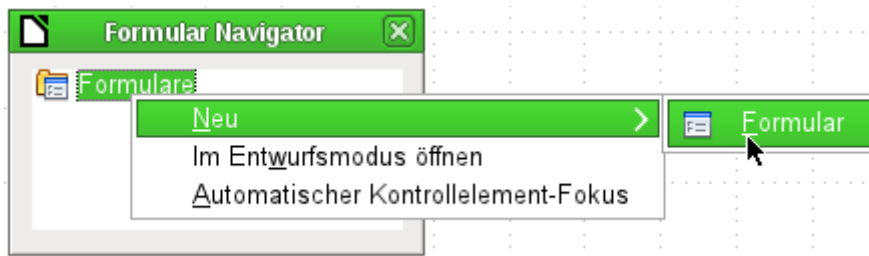 Formular Navigator
Formulare
Neu
Formular
Im Entwurfsmodus öffnen
Automatischer Kontrollelement-Fokus